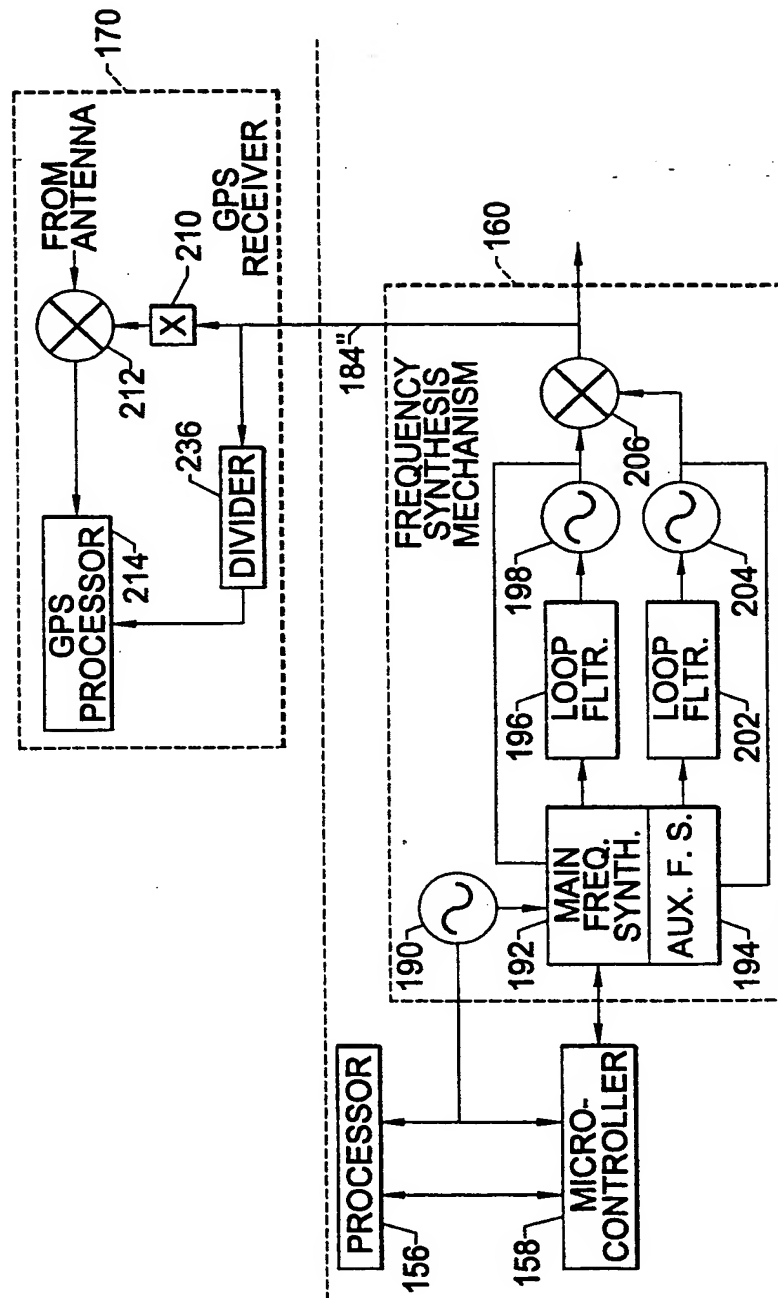 170
FROM
ANTENNA
GPS
RECEIVER
210
X
212
GPS
PROCESSOR
214
236
DIVIDER
184"
160
FREQUENCY
SYNTHESIS
MECHANISM
206
198
204
196
LOOP
FLTR.
LOOP
FLTR.
202
190
192
MAIN
FREQ.
SYNTH.
AUX. F. S.
194
PROCESSOR
156
158
MICRO-
CONTROLLER